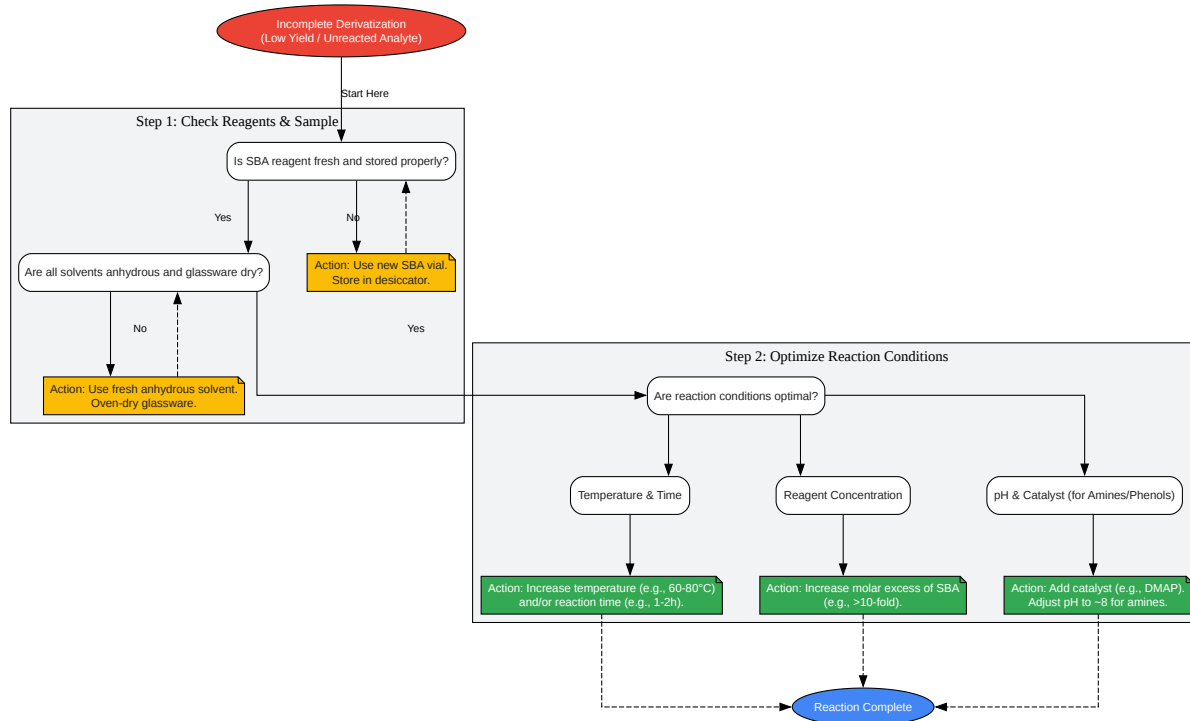 Incomplete Derivatization
(Low Yield / Unreacted Analyte)
Start Here
Step 1: Check Reagents & Sample
Is SBA reagent fresh and stored properly?
Yes
No
Are all solvents anhydrous and glassware dry?
Action: Use new SBA vial.
Store in desiccator.
No
Yes
Action: Use fresh anhydrous solvent.
Oven-dry glassware.
Step 2: Optimize Reaction Conditions
Are reaction conditions optimal?
Temperature & Time
Reagent Concentration
pH & Catalyst (for Amines/Phenols)
Action: Increase temperature (e.g., 60-80°C)
and/or reaction time (e.g., 1-2h).
Action: Increase molar excess of SBA
(e.g., >10-fold).
Action: Add catalyst (e.g., DMAP).
Adjust pH to ~8 for amines.
Reaction Complete